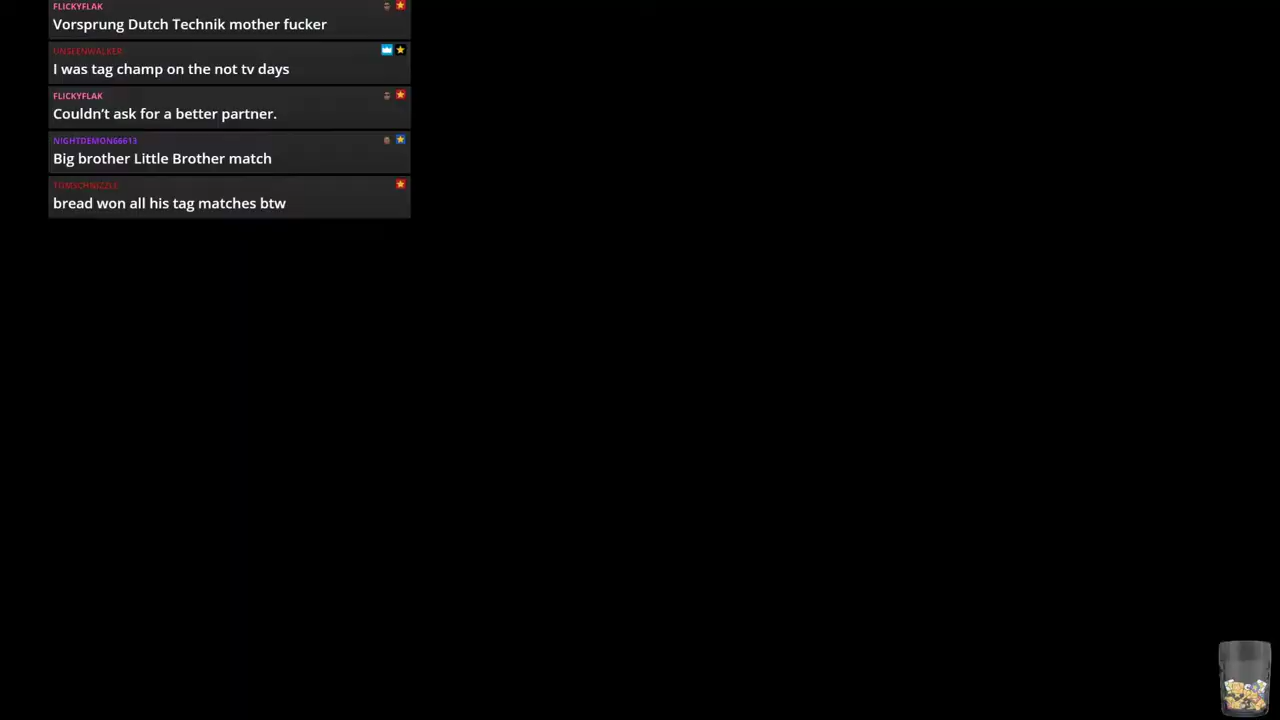 FLICKYFLAK
Vorsprung Dutch Technik mother fucker
UNSEENWALKER
I was tag champ on the not tv days
FLICKYFLAK
Couldn’t ask for a better partner.
NIGHTDEMON66613
Big brother Little Brother match
bread won all his tag matches btw